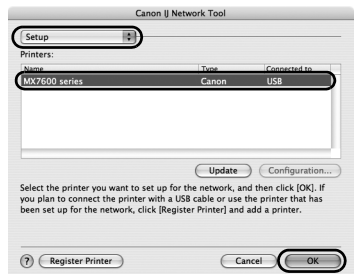 Canon IJ Network Tool
Setup
Printers:
Name Type Connected to
MX7600 series Canon USB
Update Configuration...
Select the printer you want to set up for the network, and then click [OK]. If
you plan to connect the printer with a USB cable or use the printer that has
been set up for the network, click [Register Printer] and add a printer.
? Register Printer Cancel OK